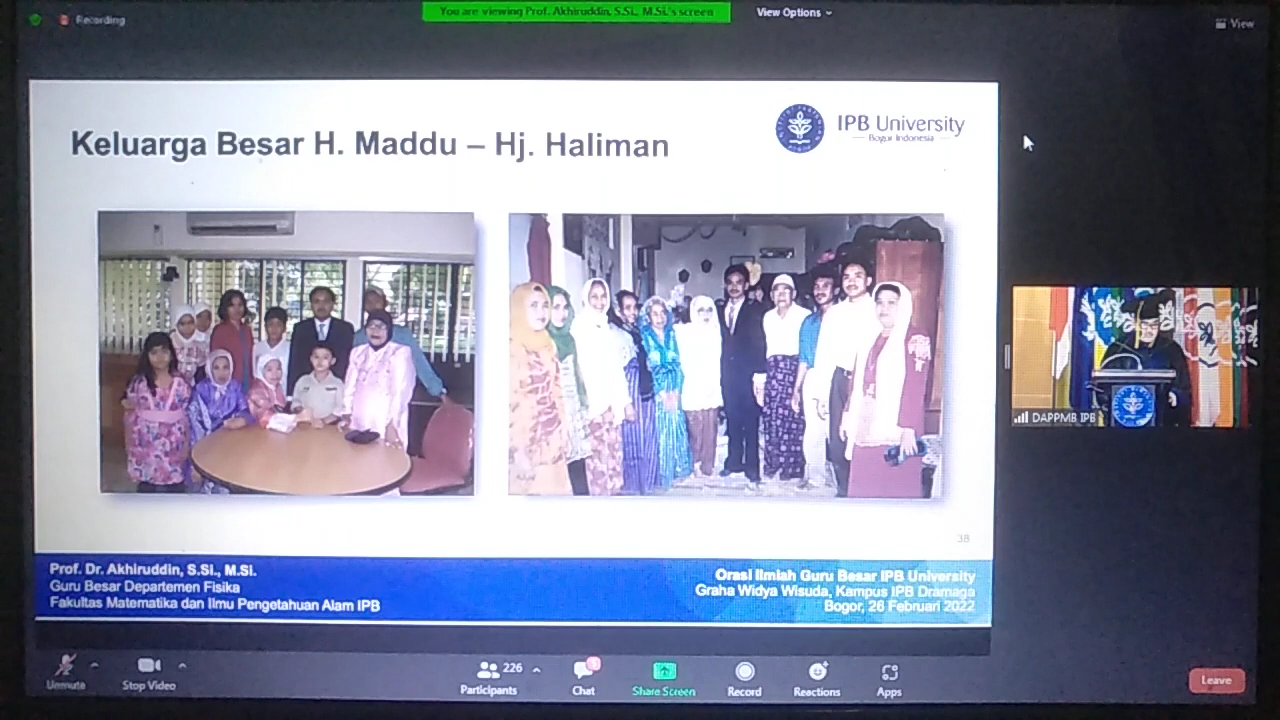 Recording
You are viewing Prof. Akhiruddin, S.Si., M.Si.'s screen
View Options
View
Keluarga Besar H. Maddu – Hj. Haliman
IPB University
Bogor Indonesia
DAPPMB IPB
38
Prof. Dr. Akhiruddin, S.Si., M.Si.
Guru Besar Departemen Fisika
Fakultas Matematika dan Ilmu Pengetahuan Alam IPB
Orasi Ilmiah Guru Besar IPB University
Graha Widya Wisuda, Kampus IPB Dramaga
Bogor, 26 Februari 2022
Unmute
Stop Video
226
Participants
Chat
Share Screen
Record
Reactions
Apps
Leave